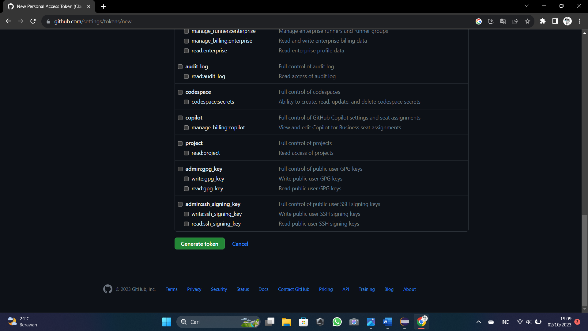 New Personal Access Token (Cl
github.com/settings/tokens/new
manage_runners:enterprise Manage enterprise runners and runner groups
manage_billing:enterprise Read and write enterprise billing data
read:enterprise Read enterprise profile data
audit_log Full control of audit log
read:audit_log Read access of audit log
codespace Full control of codespaces
codespace:secrets Ability to create, read, update, and delete codespace secrets
copilot Full control of GitHub Copilot settings and seat assignments
manage_billing:copilot View and edit Copilot for Business seat assignments
project Full control of projects
read:project Read access of projects
admin:gpg_key Full control of public user GPG keys
write:gpg_key Write public user GPG keys
read:gpg_key Read public user GPG keys
admin:ssh_signing_key Full control of public user SSH signing keys
write:ssh_signing_key Write public user SSH signing keys
read:ssh_signing_key Read public user SSH signing keys
Generate token Cancel
© 2023 GitHub, Inc. Terms Privacy Security Status Docs Contact GitHub Pricing API Training Blog About
Berawan Cari